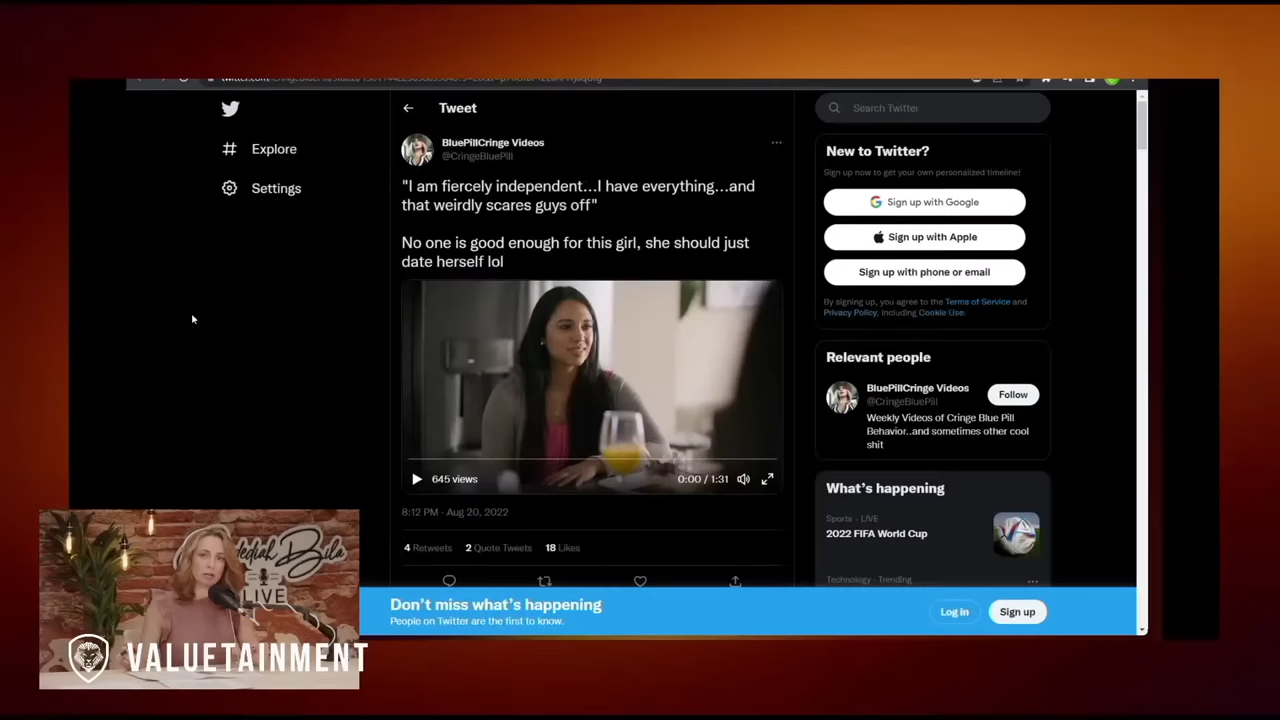 Tweet
Search Twitter
Explore
Settings
BluePillCringe Videos
@CringeBluePill
"I am fiercely independent...I have everything...and
that weirdly scares guys off"
No one is good enough for this girl, she should just
date herself lol
645 views
0:00 / 1:31
8:12 PM · Aug 20, 2022
4 Retweets
2 Quote Tweets
18 Likes
New to Twitter?
Sign up now to get your own personalized timeline!
Sign up with Google
Sign up with Apple
Sign up with phone or email
By signing up, you agree to the Terms of Service and
Privacy Policy, including Cookie Use.
Relevant people
BluePillCringe Videos
@CringeBluePill
Follow
Weekly Videos of Cringe Blue Pill
Behavior..and sometimes other cool
shit
What's happening
Sports · LIVE
2022 FIFA World Cup
Technology · Trending
Don't miss what's happening
People on Twitter are the first to know.
Log in
Sign up
Bila
LIVE
VALUETAINMENT